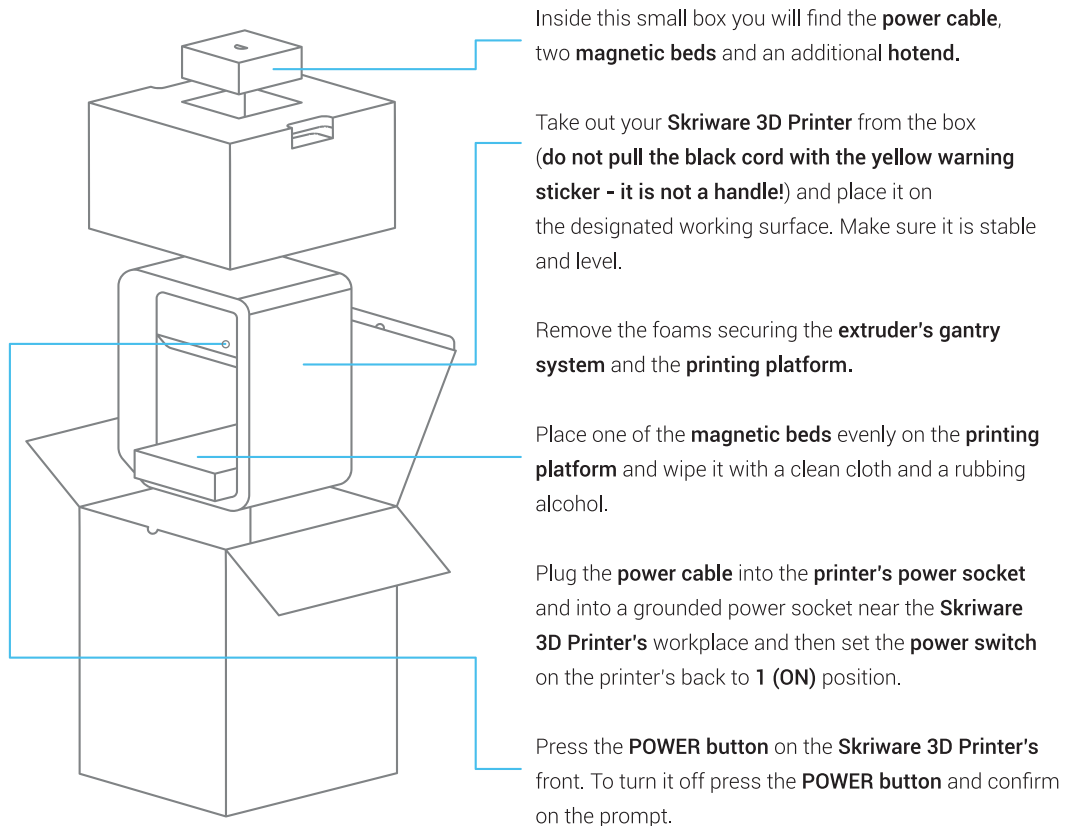 Inside this small box you will find the power cable,
two magnetic beds and an additional hotend.
Take out your Skriware 3D Printer from the box
(do not pull the black cord with the yellow warning
sticker - it is not a handle!) and place it on
the designated working surface. Make sure it is stable
and level.
Remove the foams securing the extruder's gantry
system and the printing platform.
Place one of the magnetic beds evenly on the printing
platform and wipe it with a clean cloth and a rubbing
alcohol.
Plug the power cable into the printer's power socket
and into a grounded power socket near the Skriware
3D Printer's workplace and then set the power switch
on the printer's back to 1 (ON) position.
Press the POWER button on the Skriware 3D Printer's
front. To turn it off press the POWER button and confirm
on the prompt.